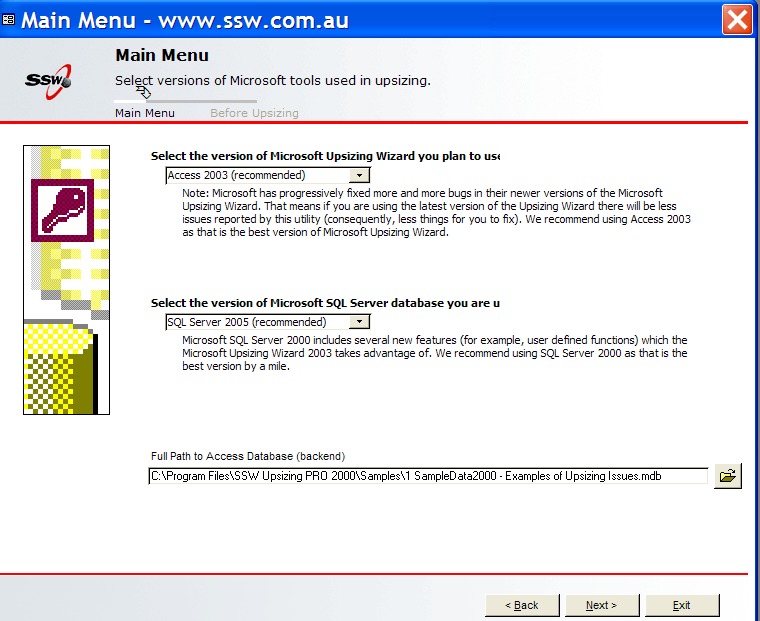 Main Menu - www.ssw.com.au
SSW
Main Menu
Select versions of Microsoft tools used in upsizing.
Main Menu
Before Upsizing
Select the version of Microsoft Upsizing Wizard you plan to use
Access 2003 (recommended)
Note: Microsoft has progressively fixed more and more bugs in their newer versions of the Microsoft
Upsizing Wizard. That means if you are using the latest version of the Upsizing Wizard there will be less
issues reported by this utility (consequently, less things for you to fix). We recommend using Access 2003
as that is the best version of Microsoft Upsizing Wizard.
Select the version of Microsoft SQL Server database you are u
SQL Server 2005 (recommended)
Microsoft SQL Server 2000 includes several new features (for example, user defined functions) which the
Microsoft Upsizing Wizard 2003 takes advantage of. We recommend using SQL Server 2000 as that is the
best version by a mile.
Full Path to Access Database (backend)
C:\Program Files\SSW Upsizing PRO 2000\Samples\1 SampleData2000 - Examples of Upsizing Issues.mdb
< Back
Next >
Exit